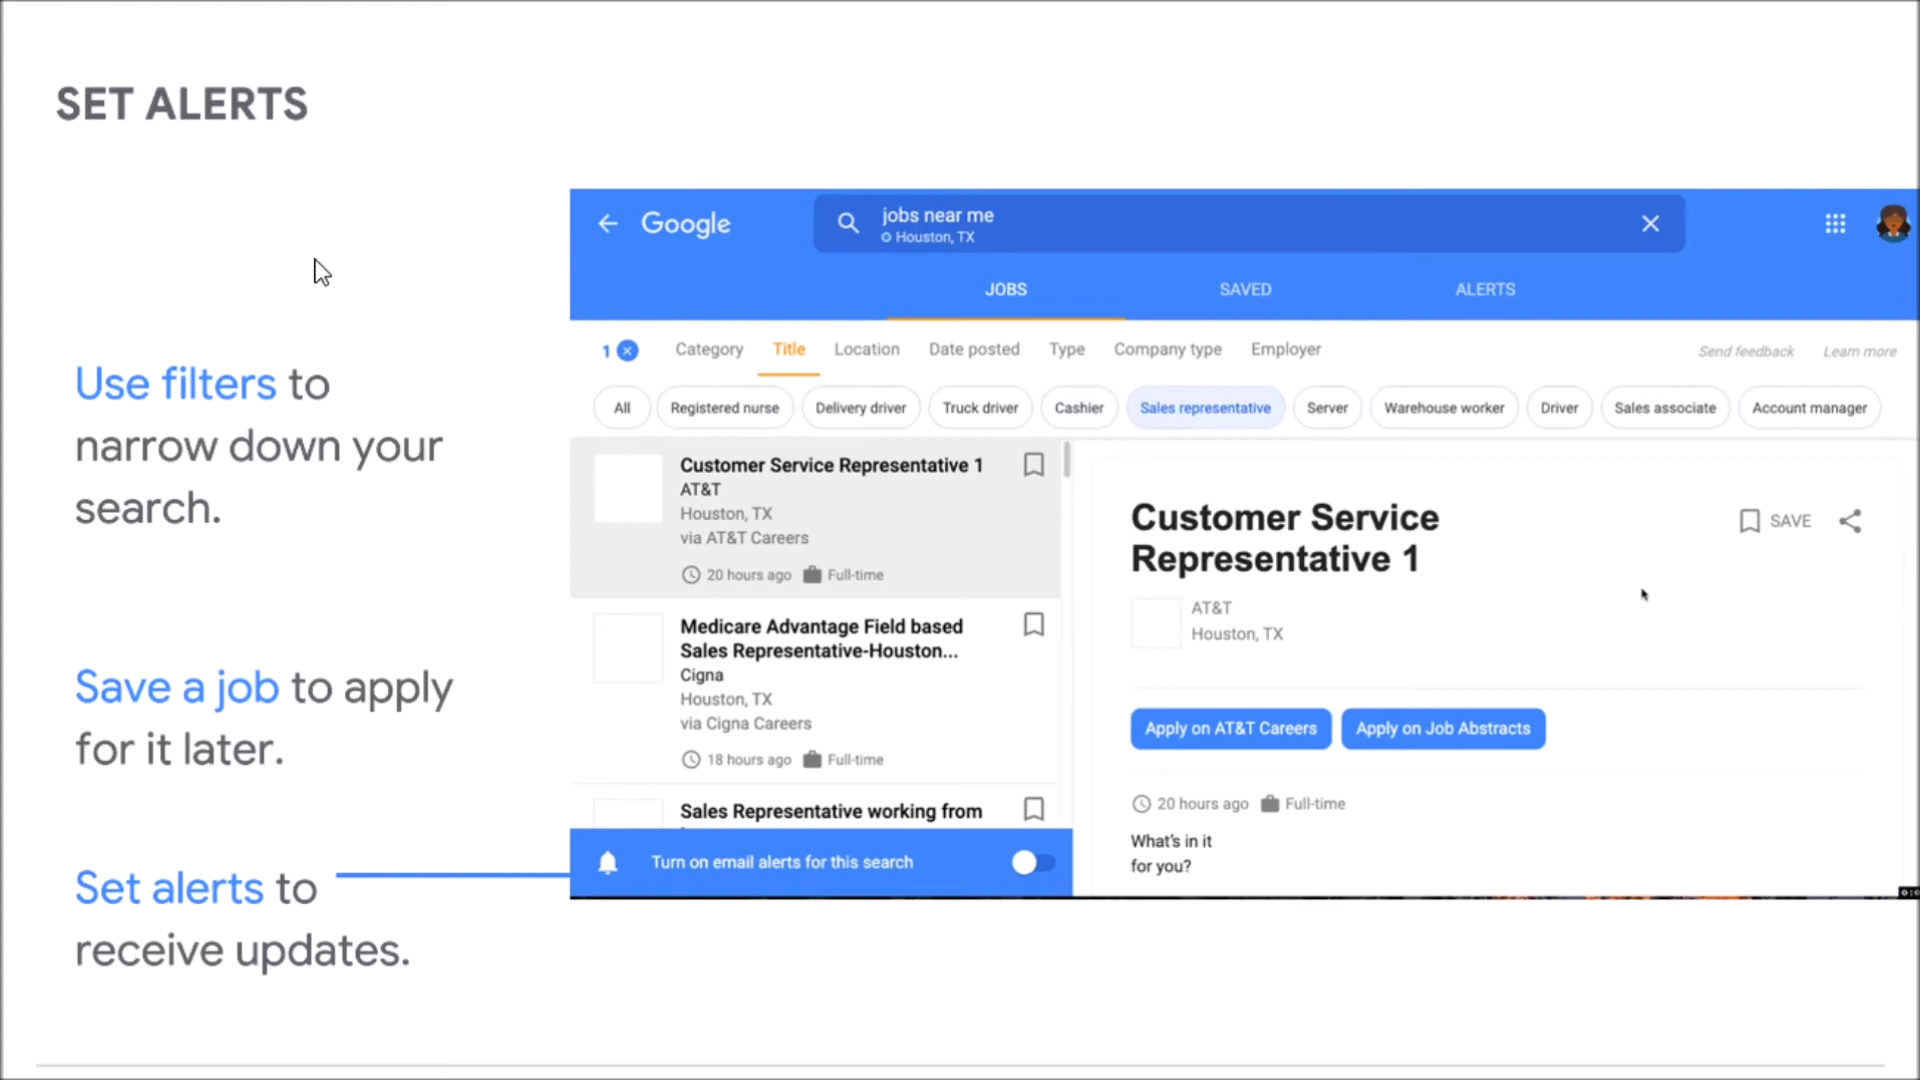 SET ALERTS
Use filters to
narrow down your
search.
Save a job to apply
for it later.
Set alerts to
receive updates.
Google
jobs near me
Houston, TX
JOBS SAVED ALERTS
1 Category Title Location Date posted Type Company type Employer Send feedback Learn more
All Registered nurse Delivery driver Truck driver Cashier Sales representative Server Warehouse worker Driver Sales associate Account manager
Customer Service Representative 1
AT&T
Houston, TX
via AT&T Careers
20 hours ago Full-time
Medicare Advantage Field based
Sales Representative-Houston...
Cigna
Houston, TX
via Cigna Careers
18 hours ago Full-time
Sales Representative working from
Turn on email alerts for this search
Customer Service
Representative 1
SAVE
AT&T
Houston, TX
Apply on AT&T Careers Apply on Job Abstracts
20 hours ago Full-time
What's in it
for you?